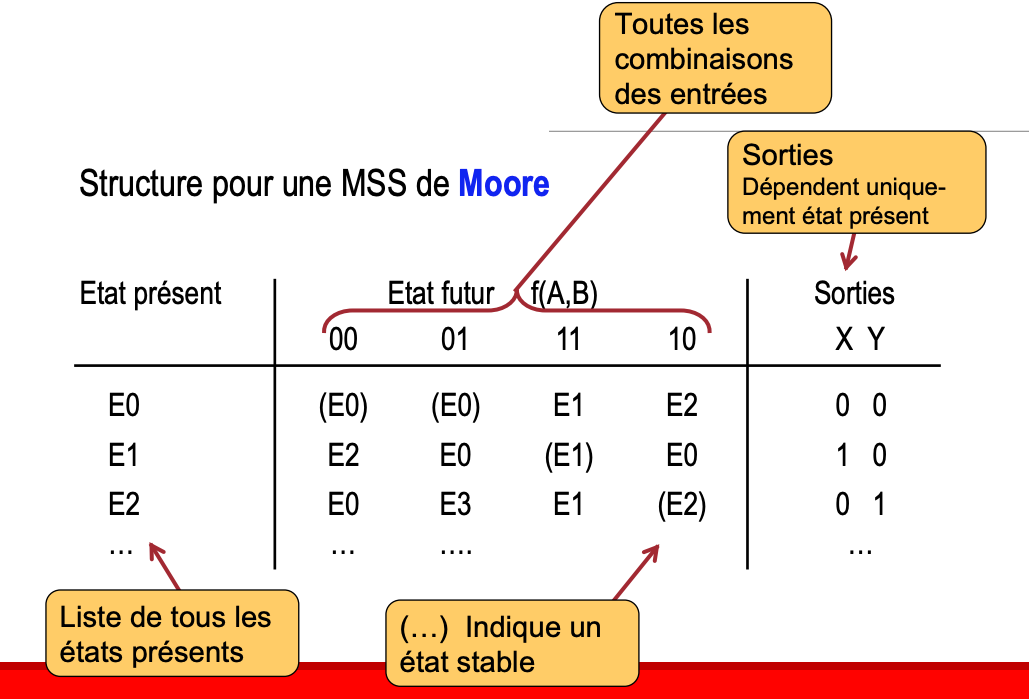 Toutes les
combinaisons
des entrées
Sorties
Dépendent unique-
ment état présent
Structure pour une MSS de Moore
Etat présent Etat futur f(A,B) Sorties
00 01 11 10 X Y
E0 (E0) (E0) E1 E2 0 0
E1 E2 E0 (E1) E0 1 0
E2 E0 E3 E1 (E2) 0 1
... ... .... ...
Liste de tous les
états présents
(...) Indique un
état stable